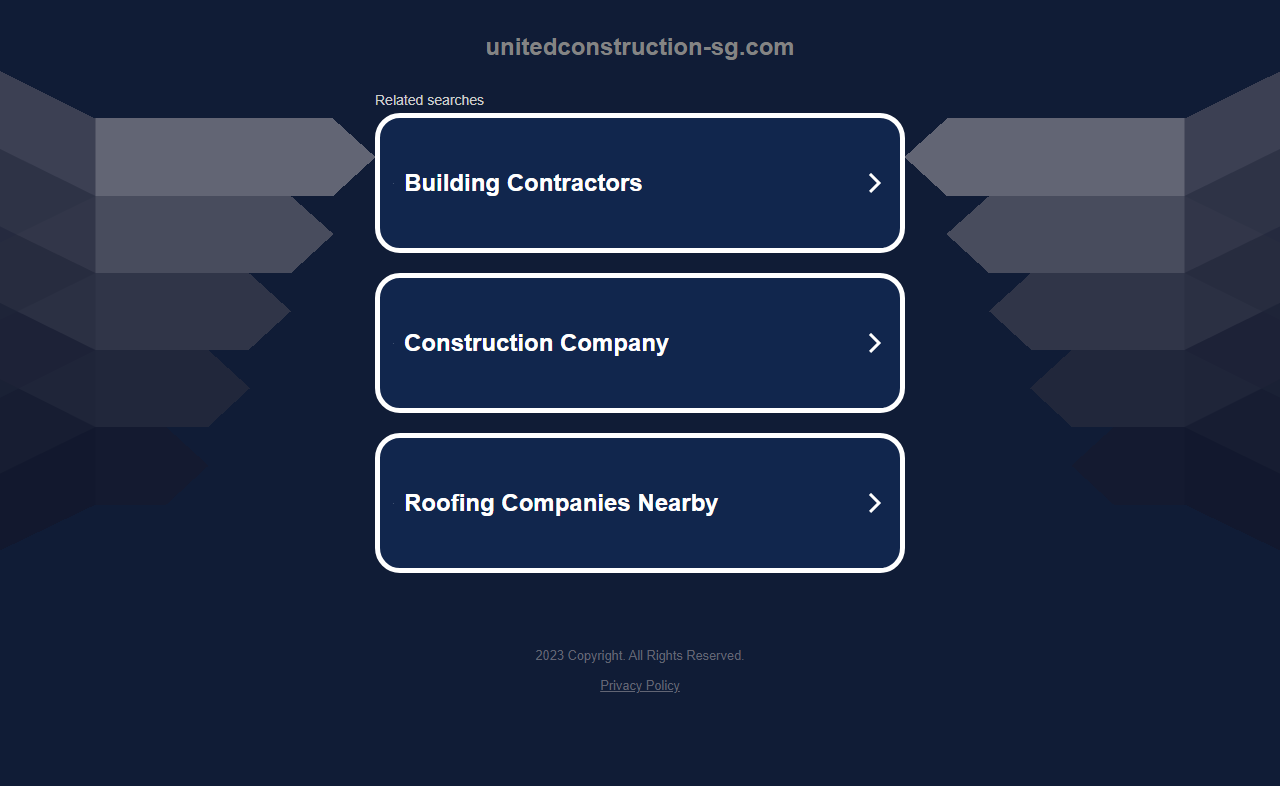 unitedconstruction-sg.com
Related searches
Building Contractors
Construction Company
Roofing Companies Nearby
2023 Copyright. All Rights Reserved.
Privacy Policy